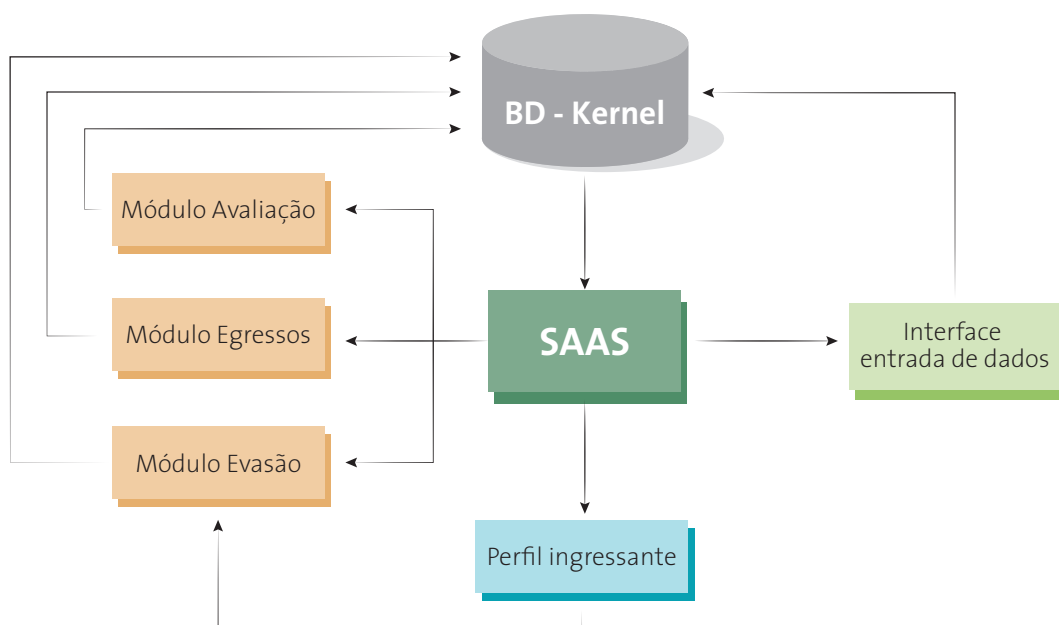 BD - Kernel
Módulo Avaliação
Módulo Egressos
SAAS
Interface
entrada de dados
Módulo Evasão
Perfil ingressante